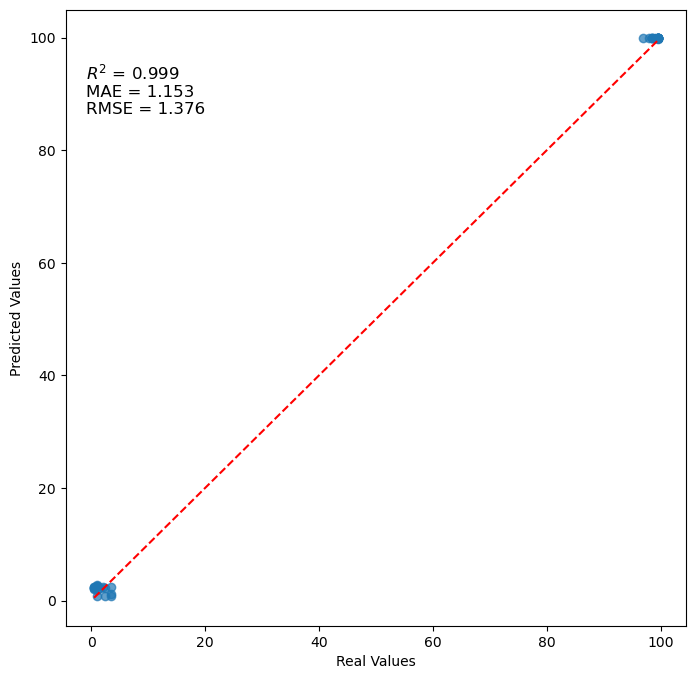 100
80
60
40
20
0
R² = 0.999
MAE = 1.153
RMSE = 1.376
Predicted Values
0 20 40 60 80 100
Real Values